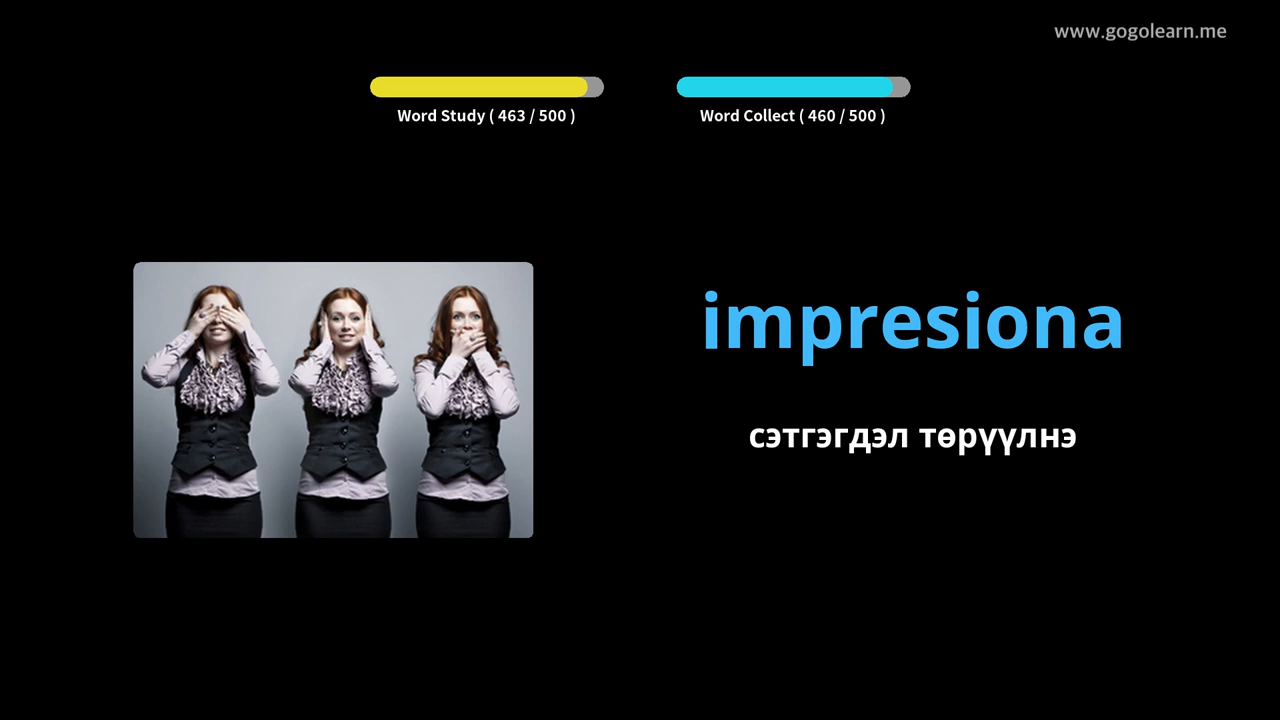 www.gogolearn.me
Word Study ( 463 / 500 )
Word Collect ( 460 / 500 )
impresiona
сэтгэгдэл төрүүлнэ